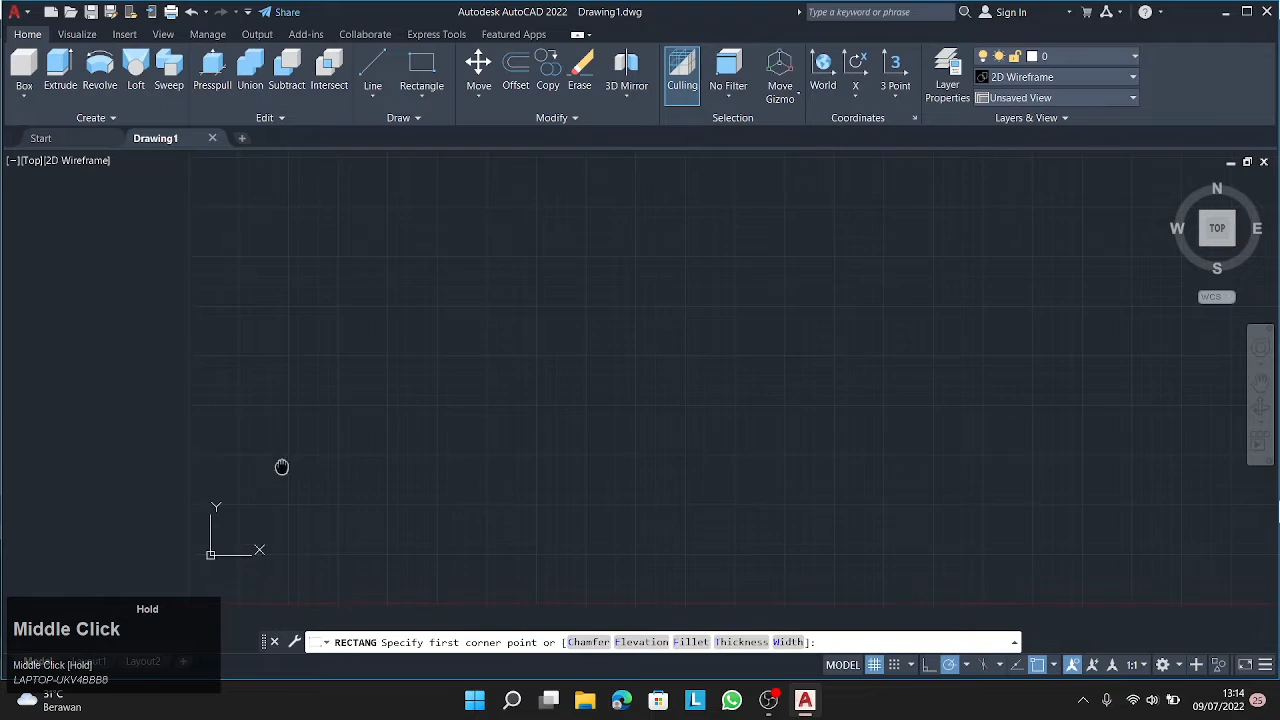 Share
Autodesk AutoCAD 2022 Drawing1.dwg
Type a keyword or phrase
Sign In
Home Visualize Insert View Manage Output Add-ins Collaborate Express Tools Featured Apps
Box Extrude Revolve Loft Sweep
Presspull Union Subtract Intersect
Line Rectangle
Move Offset Copy Erase 3D Mirror
Culling No Filter Move Gizmo
World X 3 Point
Layer Properties
0
2D Wireframe
Unsaved View
Create Edit Draw Modify Selection Coordinates Layers & View
Start Drawing1
[−][Top][2D Wireframe]
N
W TOP E
S
WCS
Y
X
Hold
Middle Click
Middle Click [Hold]
LAPTOP-UKV4BBB8
RECTANG Specify first corner point or [Chamfer Elevation Fillet Thickness Width]:
Layout2
MODEL
1:1
31°C
Berawan
13:14
25